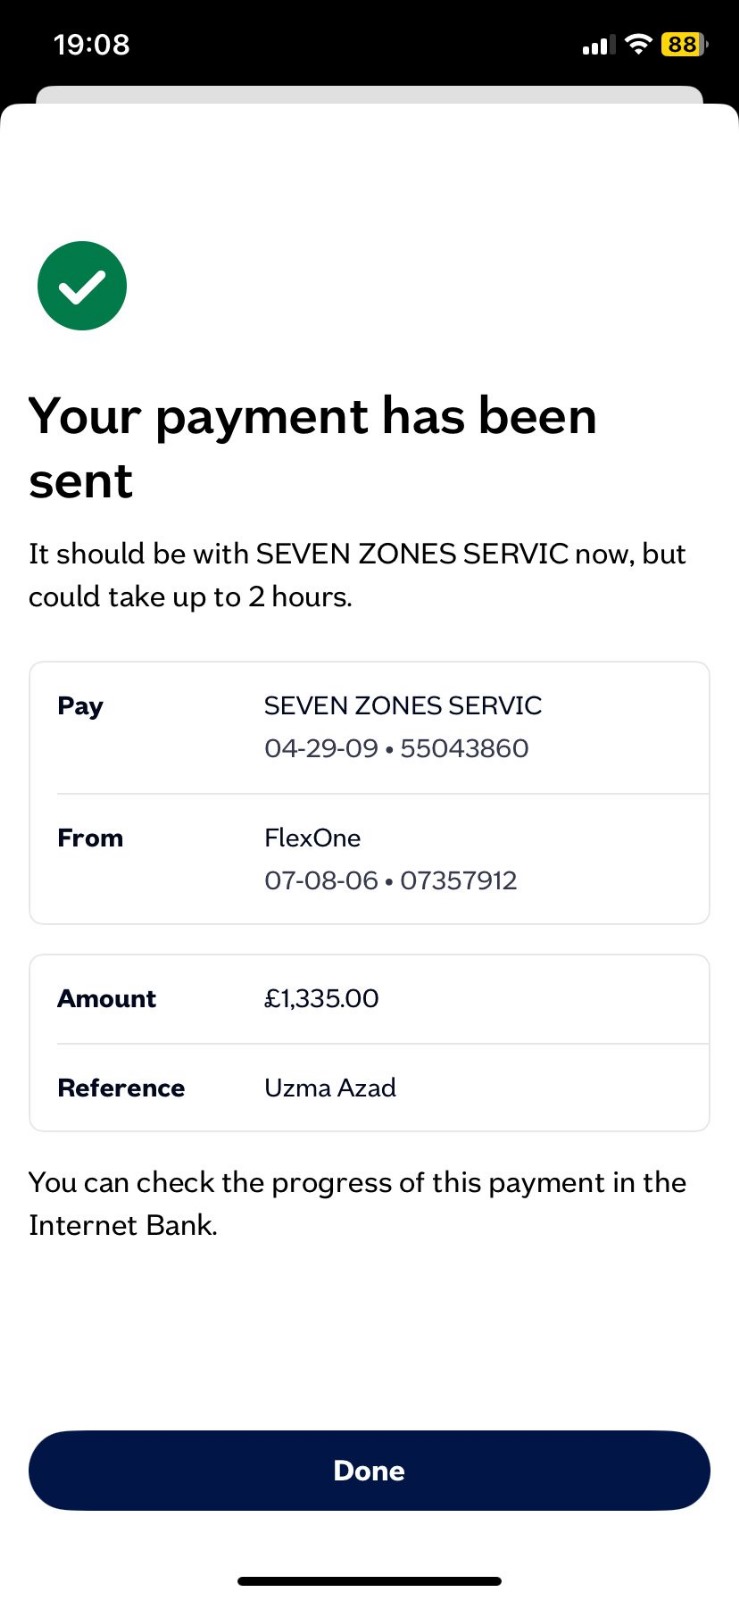 19:08
88
Your payment has been
sent
It should be with SEVEN ZONES SERVIC now, but
could take up to 2 hours.
Pay SEVEN ZONES SERVIC
04-29-09 • 55043860
From FlexOne
07-08-06 • 07357912
Amount £1,335.00
Reference Uzma Azad
You can check the progress of this payment in the
Internet Bank.
Done